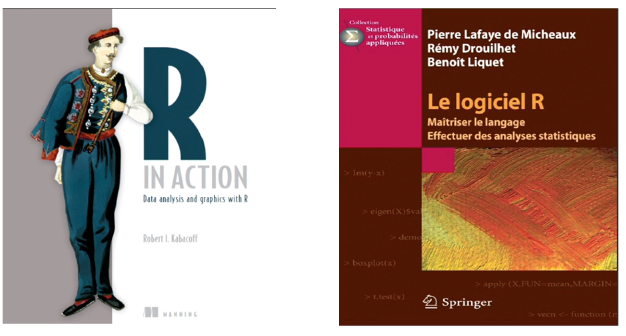 R
IN ACTION
Data analysis and graphics with R
Robert I. Kabacoff
MANNING
Collection
Statistique
et probabilités
appliquées
Pierre Lafaye de Micheaux
Rémy Drouilhet
Benoît Liquet
Le logiciel R
Maîtriser le langage
Effectuer des analyses statistiques
> lm(y~x)
> eigen(X)$va
> demo
> boxplot(x)
> apply (X,FUN=mean,MARGIN=
> t.test(x)
Springer
> vecn <- function (r